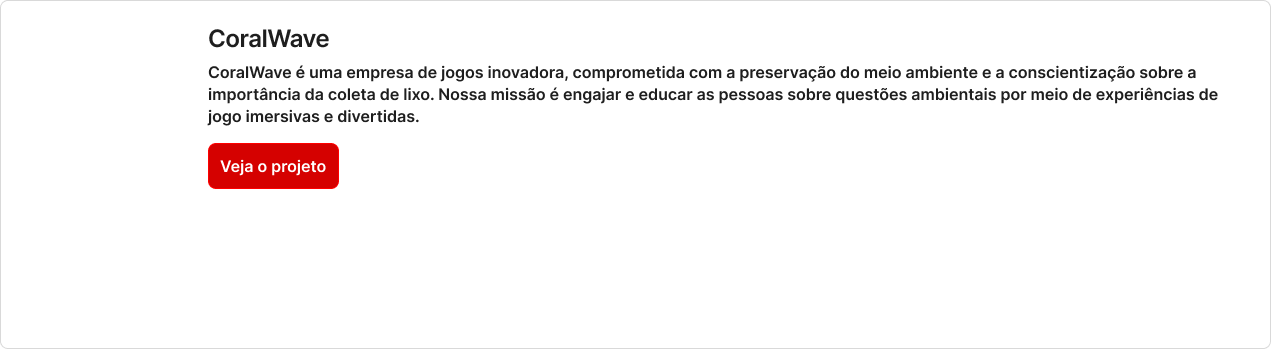 CoralWave
CoralWave é uma empresa de jogos inovadora, comprometida com a preservação do meio ambiente e a conscientização sobre a
importância da coleta de lixo. Nossa missão é engajar e educar as pessoas sobre questões ambientais por meio de experiências de
jogo imersivas e divertidas.
Veja o projeto